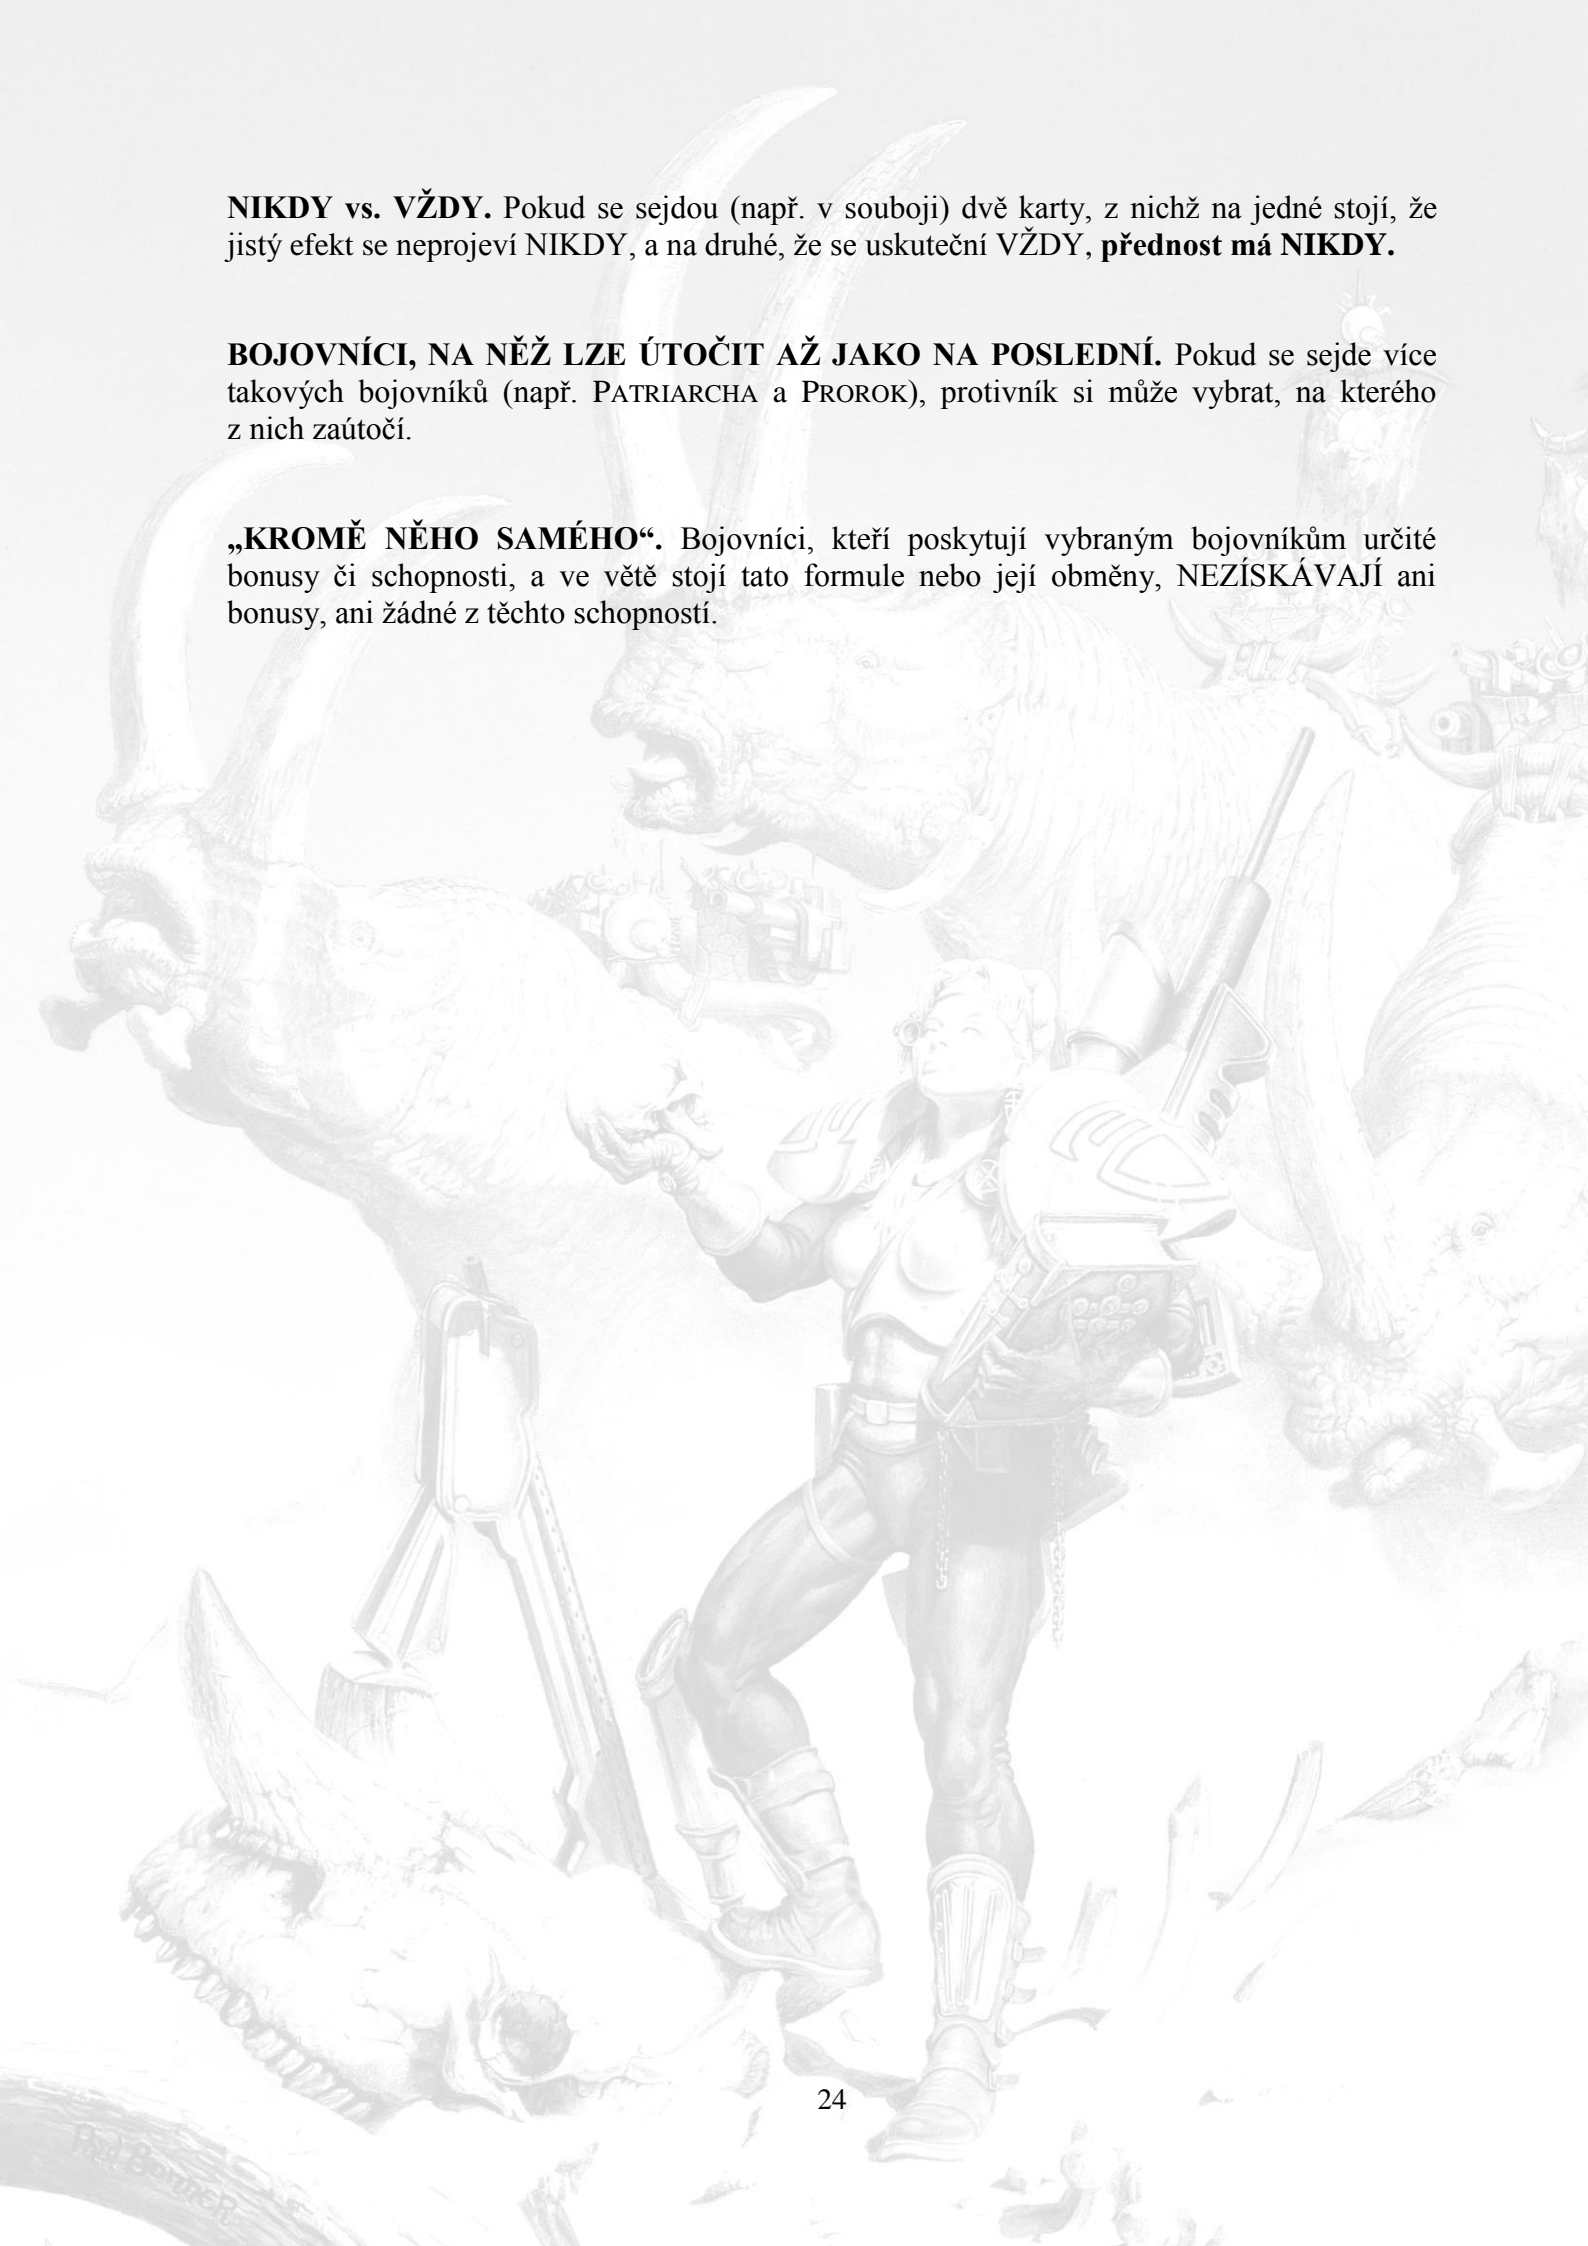 NIKDY vs. VŽDY. Pokud se sejdou (např. v souboji) dvě karty, z nichž na jedné stojí, že
jistý efekt se neprojeví NIKDY, a na druhé, že se uskuteční VŽDY, přednost má NIKDY.
BOJOVNÍCI, NA NĚŽ LZE ÚTOČIT AŽ JAKO NA POSLEDNÍ. Pokud se sejde více
takových bojovníků (např. PATRIARCHA a PROROK), protivník si může vybrat, na kterého
z nich zaútočí.
„KROMĚ NĚHO SAMÉHO“. Bojovníci, kteří poskytují vybraným bojovníkům určité
bonusy či schopnosti, a ve větě stojí tato formule nebo její obměny, NEZÍSKÁVAJÍ ani
bonusy, ani žádné z těchto schopností.
24
Paul Bonner